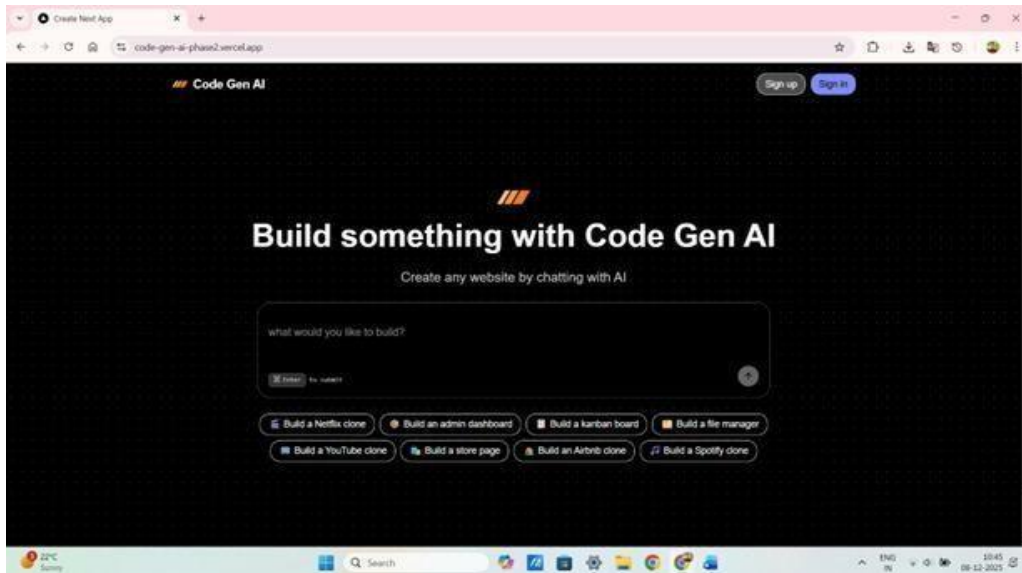 Create Next App
code-gen-ai-phase2.vercel.app
Code Gen AI
Sign up
Sign in
Build something with Code Gen AI
Create any website by chatting with AI
what would you like to build?
⌘ Enter to submit
Build a Netflix clone
Build an admin dashboard
Build a kanban board
Build a file manager
Build a YouTube clone
Build a store page
Build an Airbnb clone
Build a Spotify clone
22°C
Sunny
Search
ENG
IN
10:45
08-12-2025